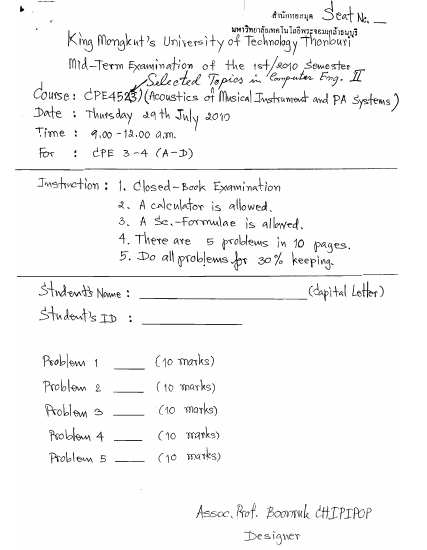 สำนักหอสมุด Seat No. __
มหาวิทยาลัยเทคโนโลยีพระจอมเกล้าธนบุรี
King Mongkut's University of Technology Thonburi
Mid-Term Examination of the 1st/2010 Semester
Selected Topics in Computer Eng. II
Course: CPE4523 (Acoustics of Musical Instrument and PA Systems)
Date : Thursday 29th July 2010
Time : 9.00-12.00 a.m.
For : CPE 3-4 (A-D)
Instruction : 1. Closed-Book Examination
2. A calculator is allowed.
3. A Sc.-Formulae is allowed.
4. There are 5 problems in 10 pages.
5. Do all problems for 30% keeping.
Student's Name : ____________________ (Capital Letter)
Student's ID : ____________
Problem 1 ____ (10 marks)
Problem 2 ____ (10 marks)
Problem 3 ____ (10 marks)
Problem 4 ____ (10 marks)
Problem 5 ____ (10 marks)
Assoc. Prof. Boonruk CHIPIPOP
Designer